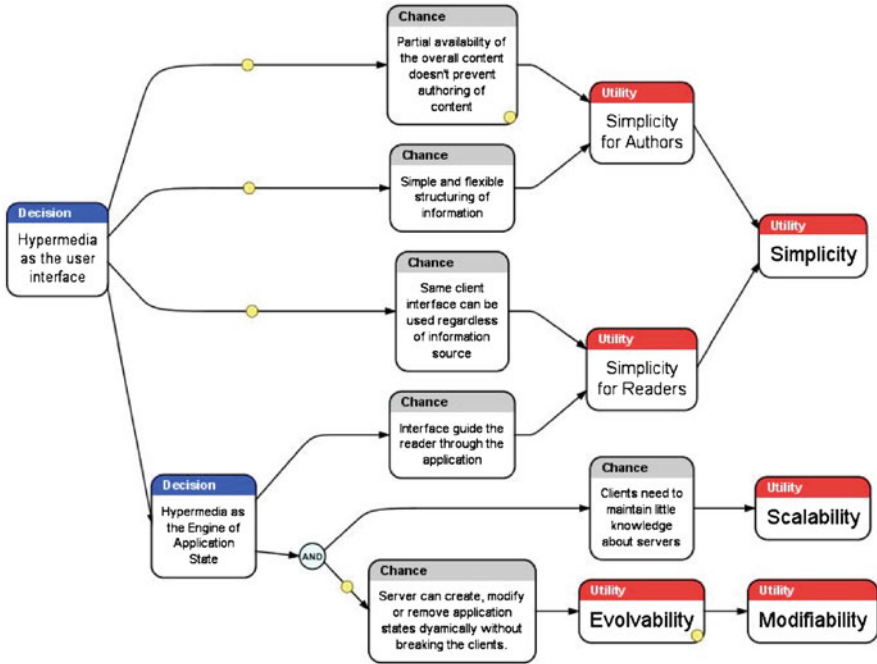 Chance
Partial availability of
the overall content
doesn't prevent
authoring of
content
Utility
Simplicity
for Authors
Chance
Simple and flexible
structuring of
information
Decision
Hypermedia
as the user
interface
Utility
Simplicity
Chance
Same client
interface can be
used regardless
of information
source
Utility
Simplicity
for Readers
Chance
Interface guide the
reader through the
application
Decision
Hypermedia as
the Engine of
Application
State
AND
Chance
Clients need to
maintain little
knowledge
about servers
Utility
Scalability
Chance
Server can create, modify
or remove application
states dyamically without
breaking the clients.
Utility
Evolvability
Utility
Modifiability